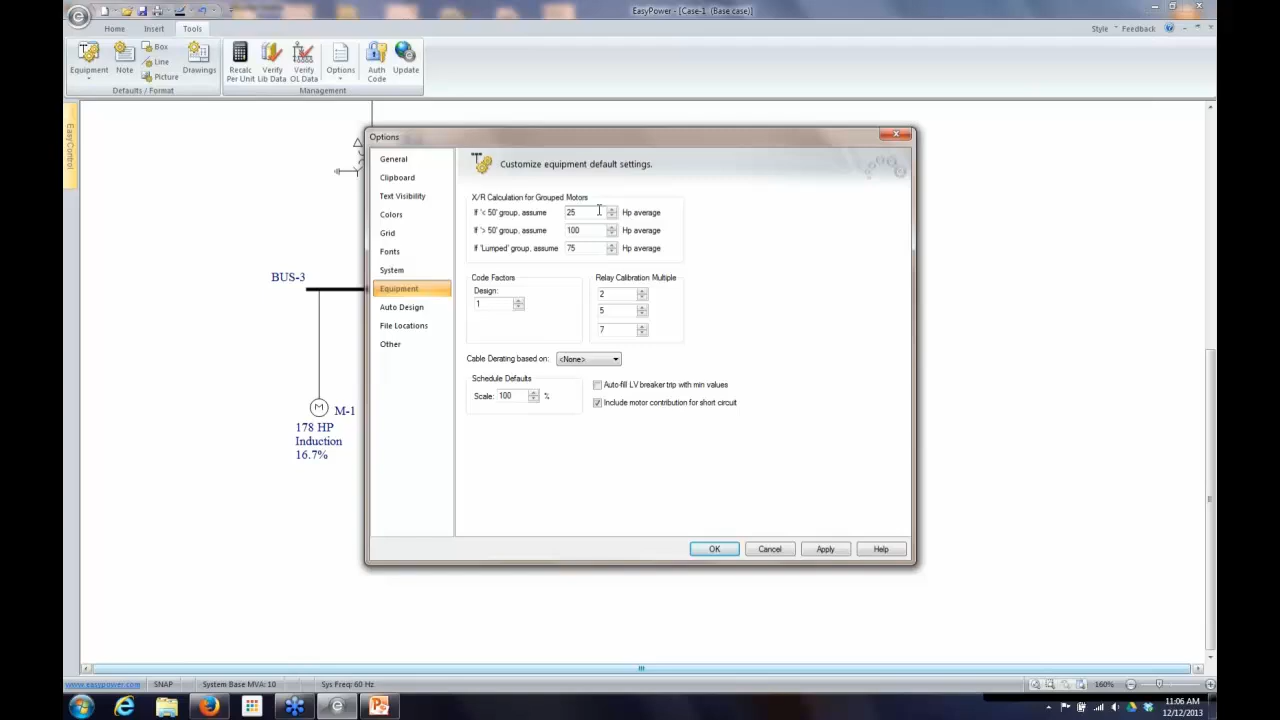 EasyPower - [Case-1  (Base case)]
Home Insert Tools Style Feedback
Equipment Note Box Line Picture Drawings
Recalc Per Unit Verify Lib Data Verify OL Data Options Auth Code Update
Defaults / Format Management
EasyControl
Options
General
Clipboard
Text Visibility
Colors
Grid
Fonts
System
Equipment
Auto Design
File Locations
Other
Customize equipment default settings.
X/R Calculation for Grouped Motors
If '< 50' group, assume 25 Hp average
If '> 50' group, assume 100 Hp average
If 'Lumped' group, assume 75 Hp average
Code Factors
Design:
1
Relay Calibration Multiple
2
5
7
Cable Derating based on: <None>
Schedule Defaults
Scale: 100 %
Auto-fill LV breaker trip with min values
Include motor contribution for short circuit
OK Cancel Apply Help
BUS-3
M
M-1
178 HP
Induction
16.7%
www.easypower.com SNAP System Base MVA: 10 Sys Freq: 60 Hz 160%
11:06 AM
12/12/2013